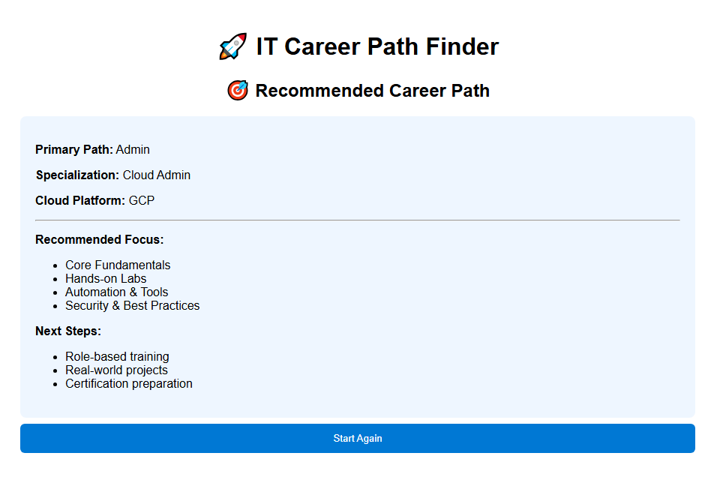 🚀 IT Career Path Finder
🎯 Recommended Career Path
Primary Path: Admin
Specialization: Cloud Admin
Cloud Platform: GCP
Recommended Focus:
• Core Fundamentals
• Hands-on Labs
• Automation & Tools
• Security & Best Practices
Next Steps:
• Role-based training
• Real-world projects
• Certification preparation
Start Again